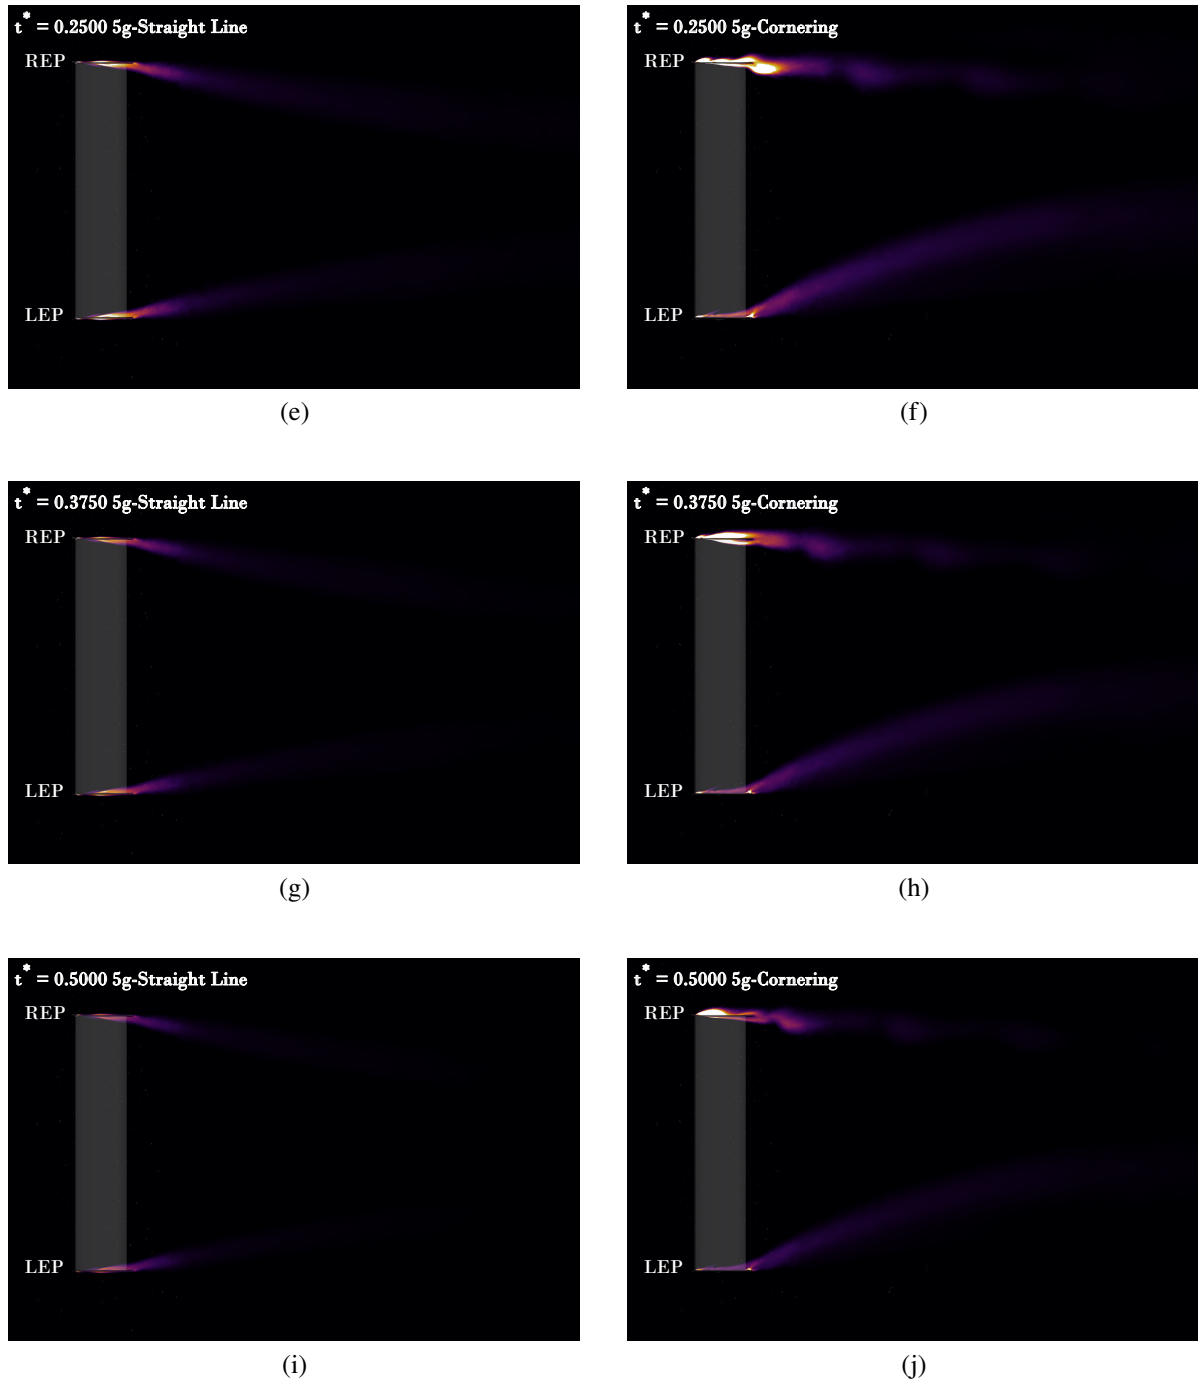 t* = 0.2500 5g-Straight Line
REP
LEP
(e)
t* = 0.2500 5g-Cornering
REP
LEP
(f)
t* = 0.3750 5g-Straight Line
REP
LEP
(g)
t* = 0.3750 5g-Cornering
REP
LEP
(h)
t* = 0.5000 5g-Straight Line
REP
LEP
(i)
t* = 0.5000 5g-Cornering
REP
LEP
(j)